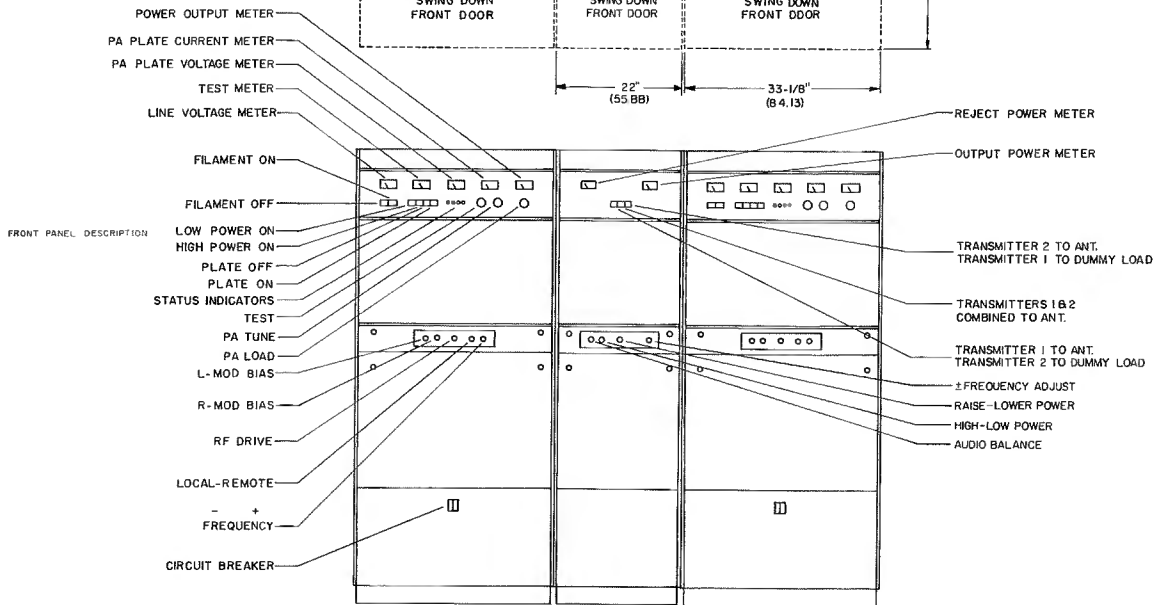 SWING DOWN
FRONT DOOR
SWING DOWN
FRONT DOOR
SWING DOWN
FRONT DOOR
22"
(55 88)
33-1/8"
(84.13)
POWER OUTPUT METER
PA PLATE CURRENT METER
PA PLATE VOLTAGE METER
TEST METER
LINE VOLTAGE METER
FILAMENT ON
FILAMENT OFF
FRONT PANEL DESCRIPTION
LOW POWER ON
HIGH POWER ON
PLATE OFF
PLATE ON
STATUS INDICATORS
TEST
PA TUNE
PA LOAD
L-MOD BIAS
R-MOD BIAS
RF DRIVE
LOCAL-REMOTE
- +
FREQUENCY
CIRCUIT BREAKER
REJECT POWER METER
OUTPUT POWER METER
TRANSMITTER 2 TO ANT.
TRANSMITTER 1 TO DUMMY LOAD
TRANSMITTERS 1&2
COMBINED TO ANT.
TRANSMITTER 1 TO ANT.
TRANSMITTER 2 TO DUMMY LOAD
±FREQUENCY ADJUST
RAISE-LOWER POWER
HIGH-LOW POWER
AUDIO BALANCE